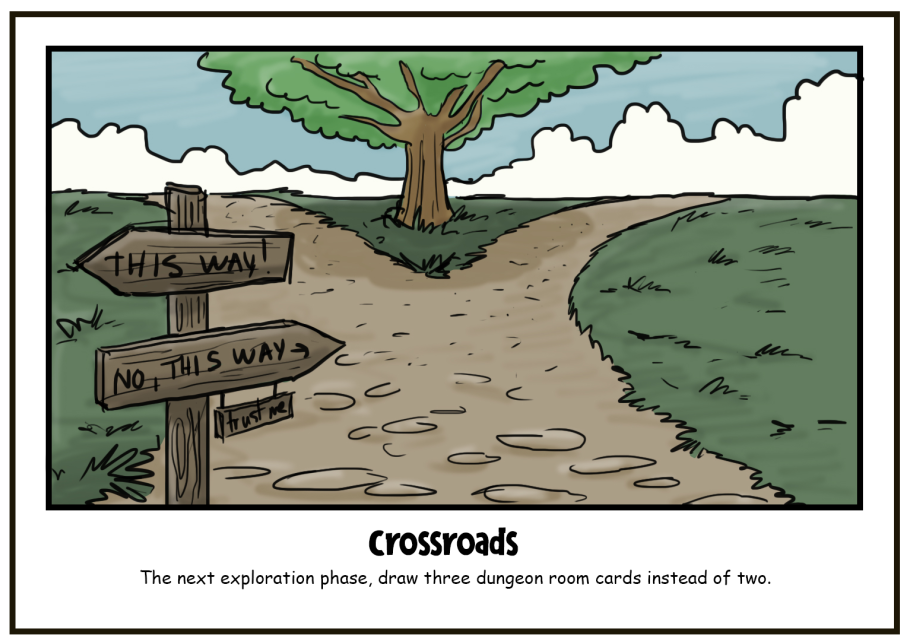 THIS WAY!
NO, THIS WAY →
trust me
Crossroads
The next exploration phase, draw three dungeon room cards instead of two.